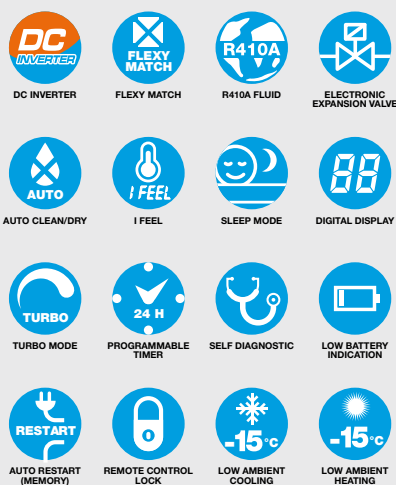 DC
INVERTER
FLEXY
MATCH
R410A
DC INVERTER
FLEXY MATCH
R410A FLUID
ELECTRONIC
EXPANSION VALVE
AUTO
I FEEL
88
AUTO CLEAN/DRY
I FEEL
SLEEP MODE
DIGITAL DISPLAY
TURBO
24 H
TURBO MODE
PROGRAMMABLE
TIMER
SELF DIAGNOSTIC
LOW BATTERY
INDICATION
RESTART
-15°C
-15°C
AUTO RESTART
(MEMORY)
REMOTE CONTROL
LOCK
LOW AMBIENT
COOLING
LOW AMBIENT
HEATING